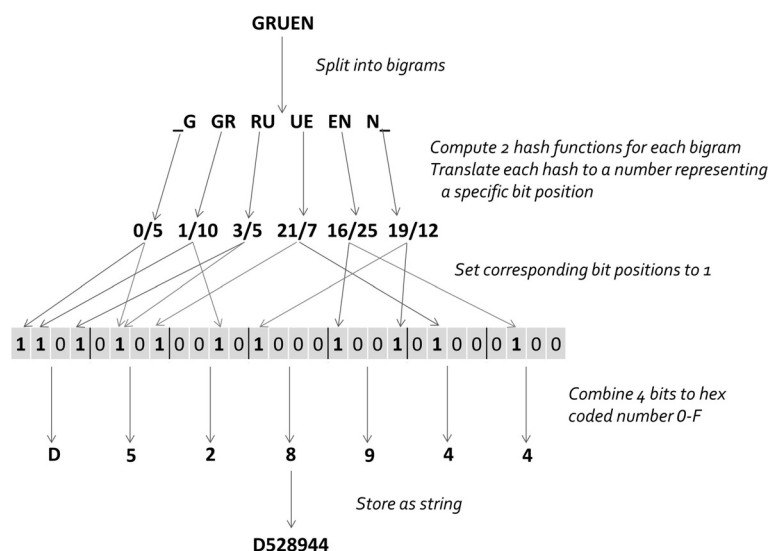 GRUEN
Split into bigrams
_G GR RU UE EN N_
Compute 2 hash functions for each bigram
Translate each hash to a number representing
a specific bit position
0/5 1/10 3/5 21/7 16/25 19/12
Set corresponding bit positions to 1
1 1 0 1 0 1 0 1 0 0 1 0 1 0 0 0 1 0 0 1 0 1 0 0 0 1 0 0
Combine 4 bits to hex
coded number 0-F
D 5 2 8 9 4 4
Store as string
D528944